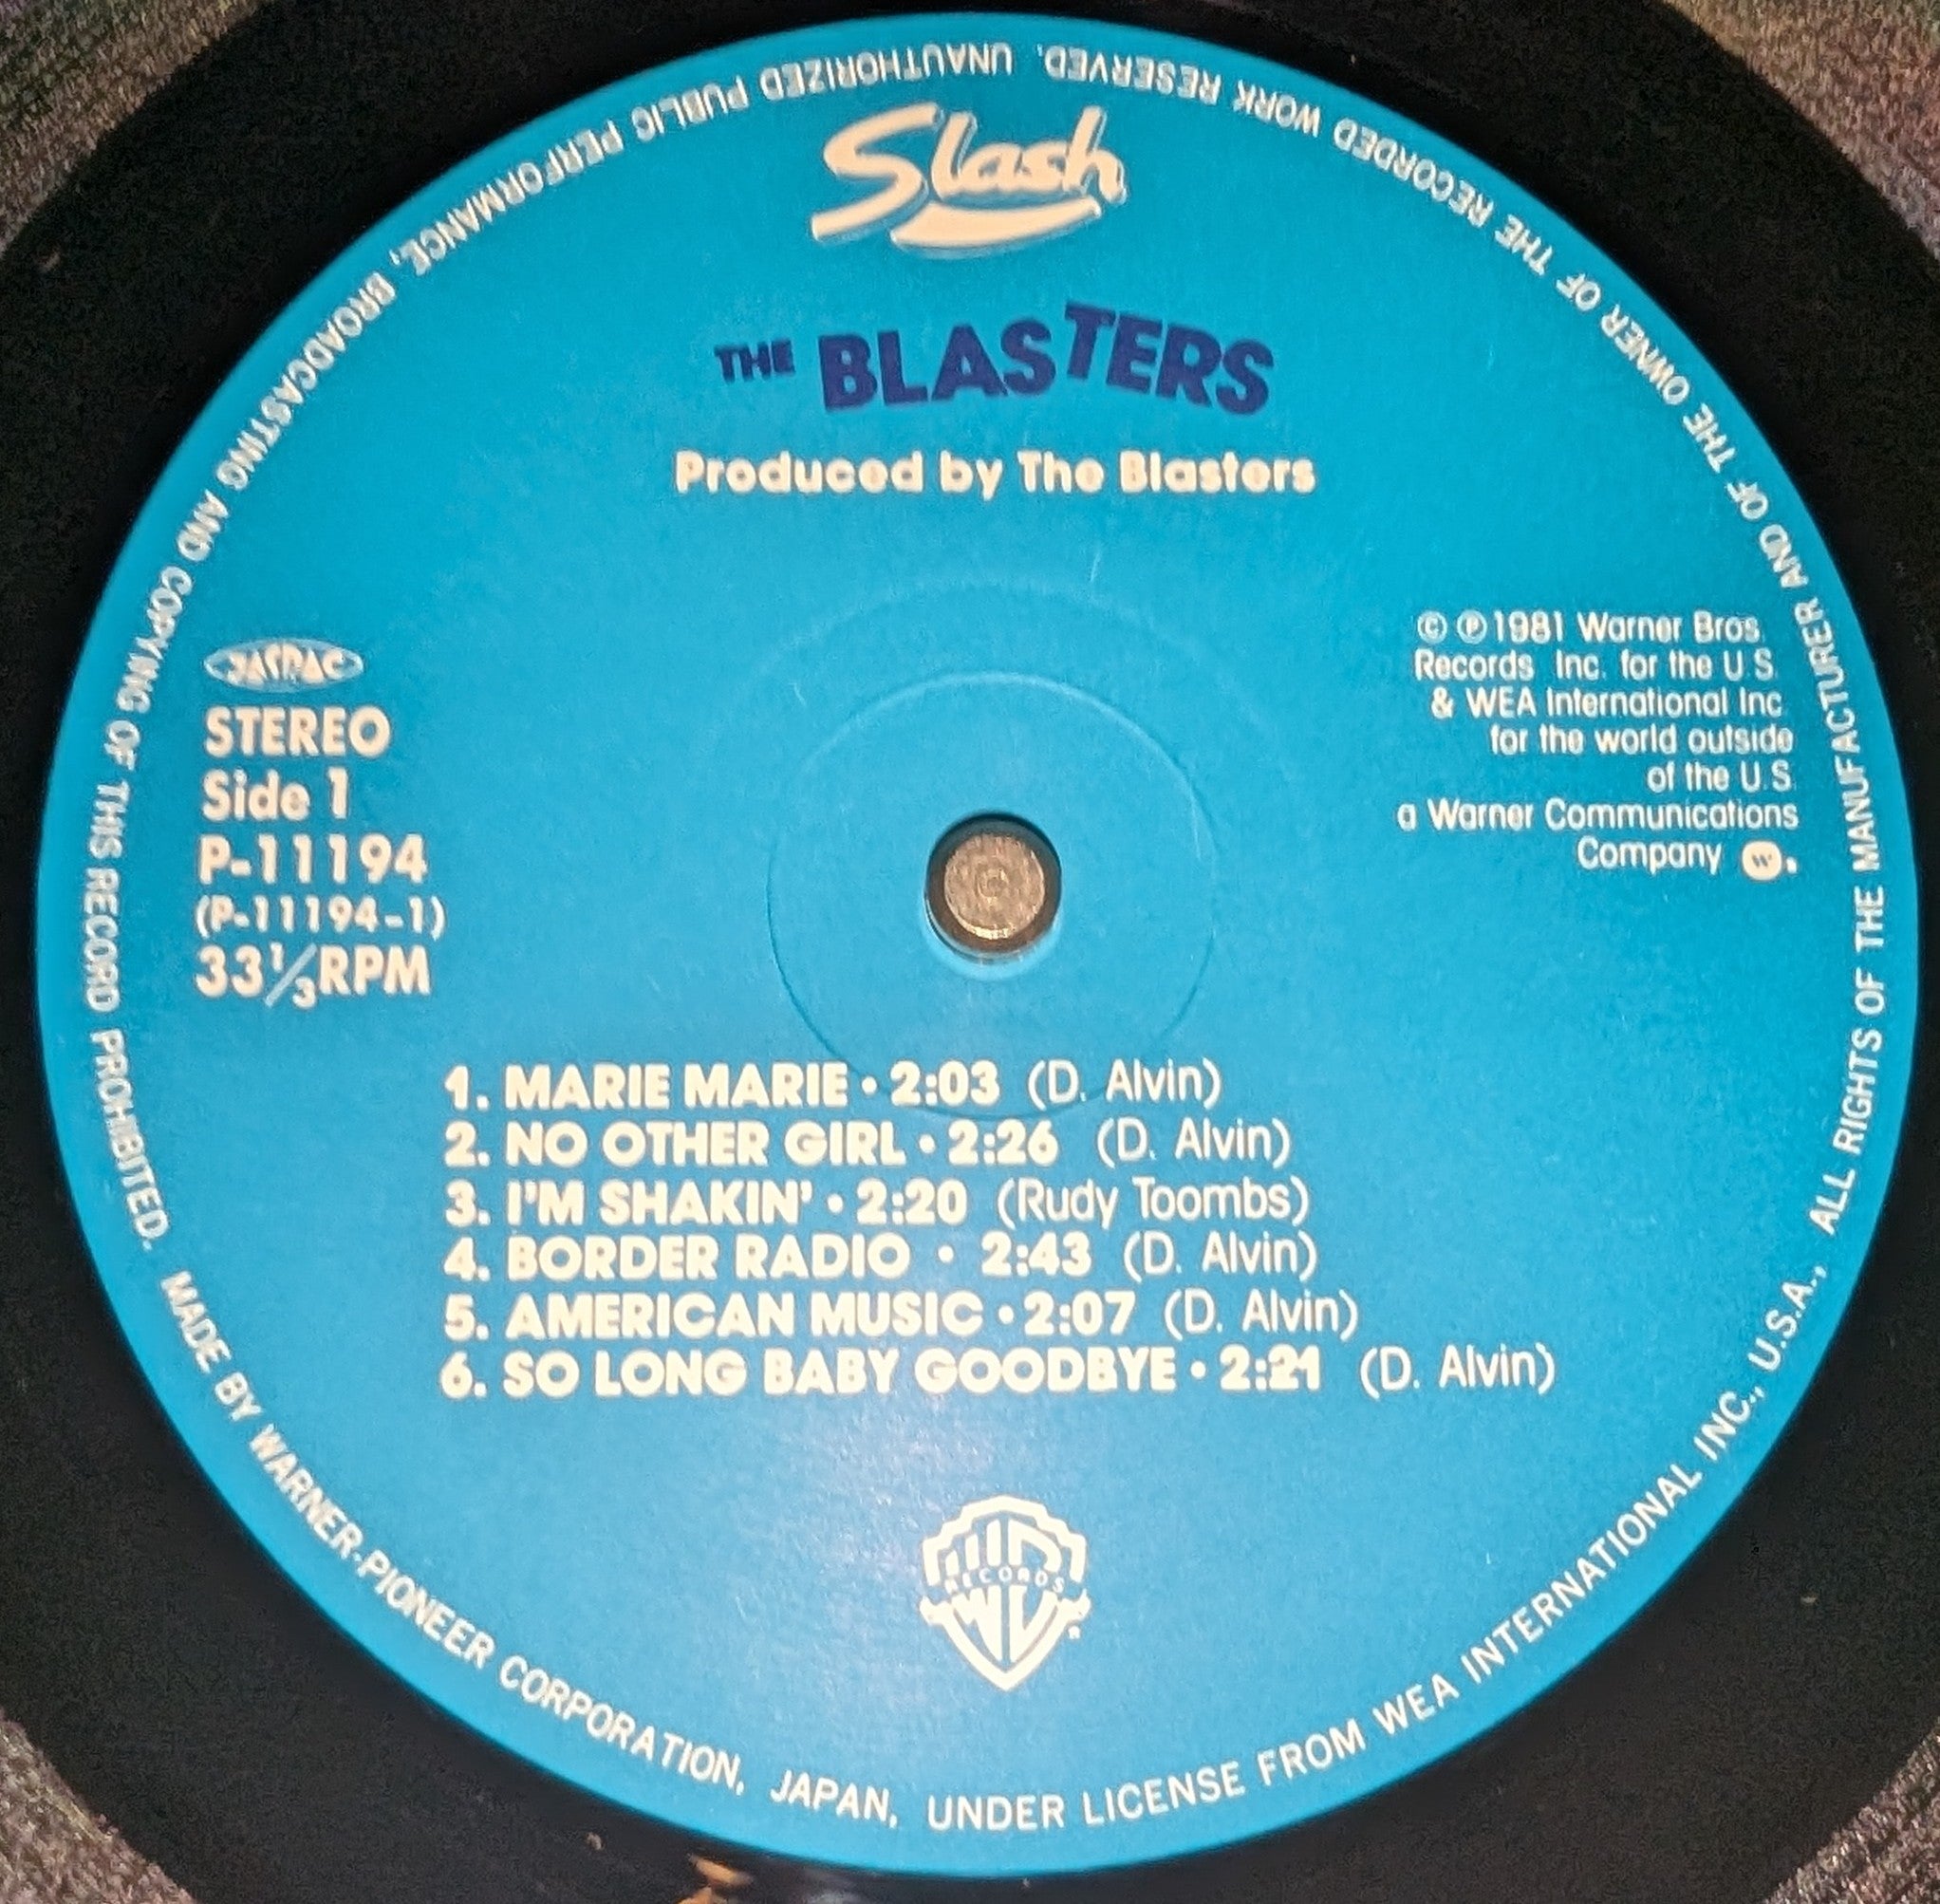 Slash
THE BLASTERS
Produced by The Blasters
JASRAC
STEREO
Side 1
P-11194
(P-11194-1)
33 1/3 RPM
© ℗ 1981 Warner Bros.
Records Inc. for the U.S.
& WEA International Inc.
for the world outside
of the U.S.
a Warner Communications
Company W.
1. MARIE MARIE • 2:03 (D. Alvin)
2. NO OTHER GIRL • 2:26 (D. Alvin)
3. I'M SHAKIN' • 2:20 (Rudy Toombs)
4. BORDER RADIO • 2:43 (D. Alvin)
5. AMERICAN MUSIC • 2:07 (D. Alvin)
6. SO LONG BABY GOODBYE • 2:21 (D. Alvin)
RECORDS
WB
®
MADE BY WARNER-PIONEER CORPORATION, JAPAN, UNDER LICENSE FROM WEA INTERNATIONAL INC., U.S.A., ALL RIGHTS OF THE MANUFACTURER AND OF THE OWNER OF THE RECORDED WORK RESERVED. UNAUTHORIZED PUBLIC PERFORMANCE, BROADCASTING AND COPYING OF THIS RECORD PROHIBITED.